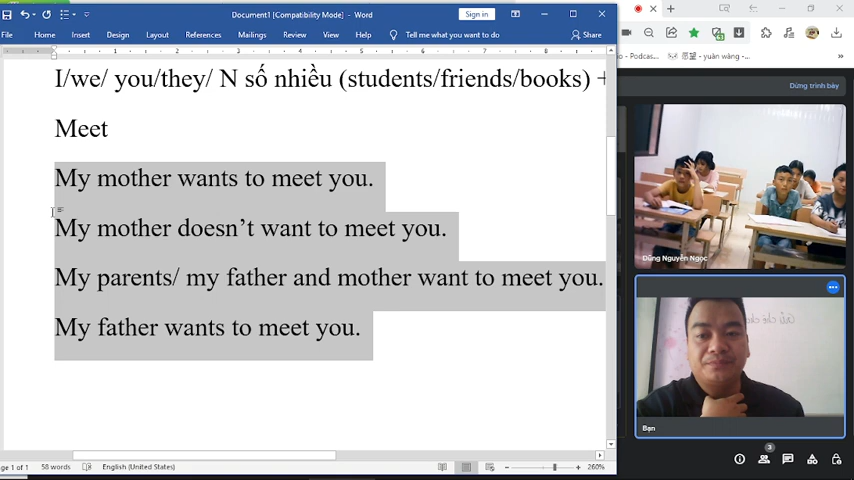 Document1 [Compatibility Mode] - Word
Sign in
File Home Insert Design Layout References Mailings Review View Help Tell me what you want to do Share
I/we/ you/they/ N số nhiều (students/friends/books) +
Meet
My mother wants to meet you.
My mother doesn’t want to meet you.
My parents/ my father and mother want to meet you.
My father wants to meet you.
58 words English (United States) 260%
Dừng trình bày
Dũng Nguyễn Ngọc
Bạn
3